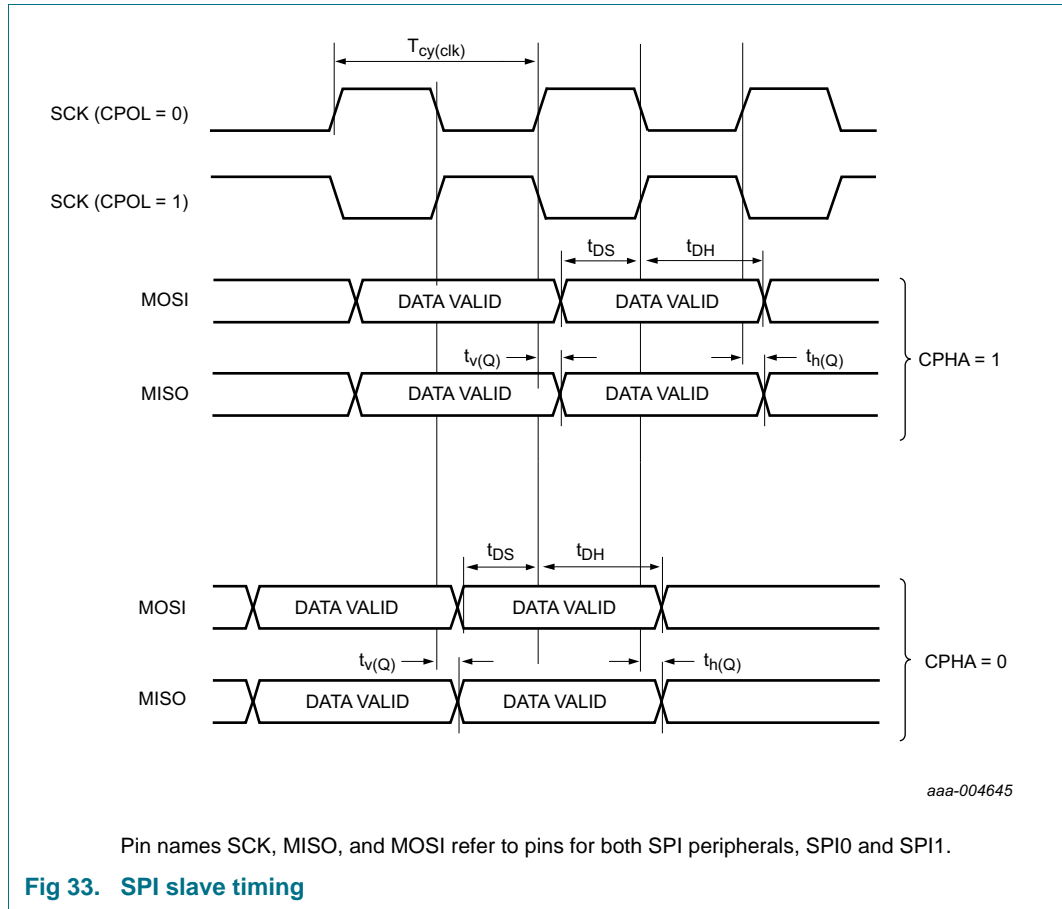 Tcy(clk)
SCK (CPOL = 0)
SCK (CPOL = 1)
tDS tDH
MOSI DATA VALID DATA VALID
tv(Q) th(Q)
CPHA = 1
MISO DATA VALID DATA VALID
tDS tDH
MOSI DATA VALID DATA VALID
tv(Q) th(Q)
CPHA = 0
MISO DATA VALID DATA VALID
aaa-004645
Pin names SCK, MISO, and MOSI refer to pins for both SPI peripherals, SPI0 and SPI1.
Fig 33. SPI slave timing